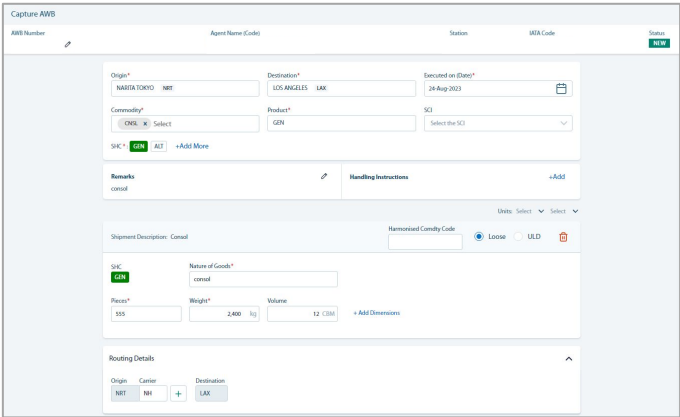 Capture AWB
AWB Number Agent Name (Code) Station IATA Code Status
NEW
Origin* Destination* Executed on (Date)*
NARITA TOKYO NRT LOS ANGELES LAX 24-Aug-2023
Commodity* Product* SCI
CNSL x Select GEN Select the SCI
SHC*: GEN ALT +Add More
Remarks Handling Instructions +Add
consol
Units Select Select
Harmonised Comdty Code
Shipment Description: Consol Loose ULD
SHC Nature of Goods*
GEN consol
Pieces* Weight* Volume
555 2,400 kg 12 CBM + Add Dimensions
Routing Details
Origin Carrier Destination
NRT NH + LAX